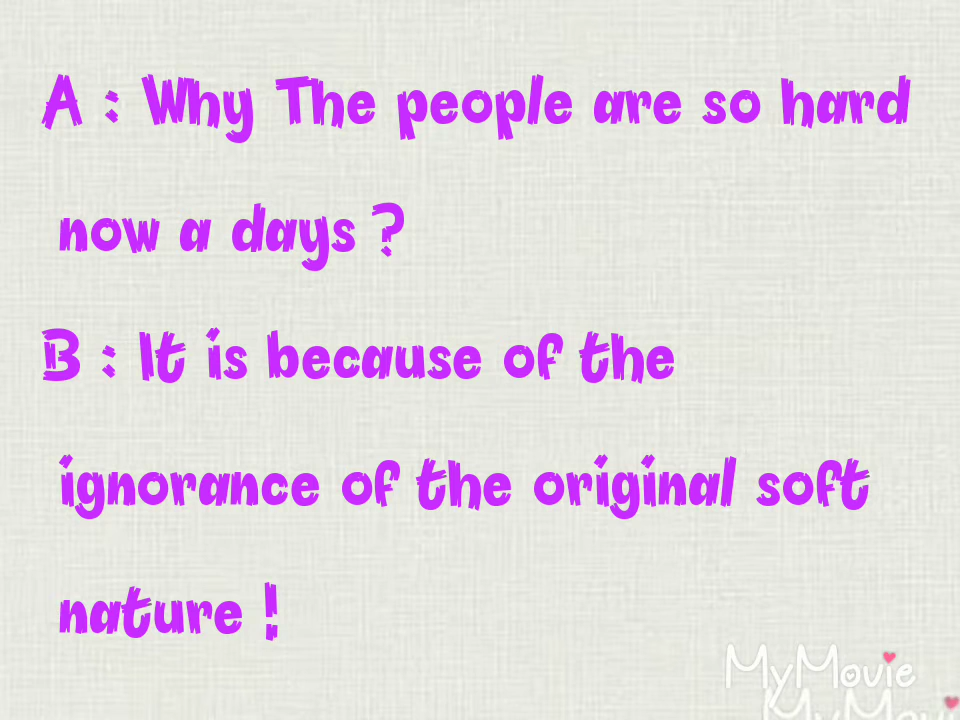 A : Why The people are so hard
now a days ?
B : It is because of the
ignorance of the original soft
nature !
MyMovie
MyMovie